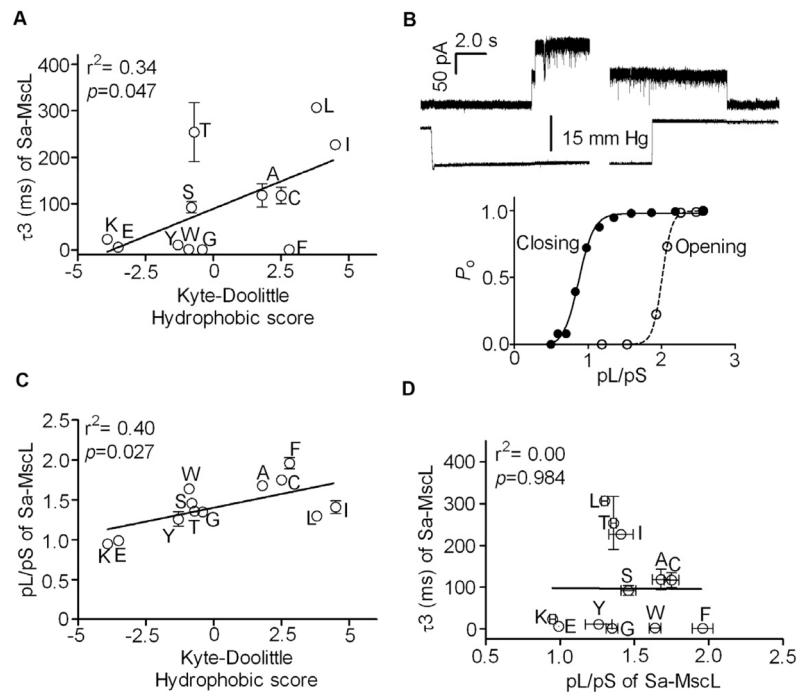 A
r²= 0.34
p=0.047
τ3 (ms) of Sa-MscL
400
300
200
100
0
T
L
I
A
C
S
K
E
Y
W
G
F
-5
-2.5
0
2.5
5
Kyte-Doolittle
Hydrophobic score
B
2.0 s
50 pA
15 mm Hg
1.0
0.5
0.0
Closing
Opening
Po
0
1
2
3
pL/pS
C
r²= 0.40
p=0.027
pL/pS of Sa-MscL
2.5
2.0
1.5
1.0
0.5
0
W
S
Y
T
G
A
F
C
L
I
K
E
-5
-2.5
0
2.5
5
Kyte-Doolittle
Hydrophobic score
D
r²= 0.00
p=0.984
τ3 (ms) of Sa-MscL
400
300
200
100
0
L
T
I
A
C
S
K
E
Y
G
W
F
0.5
1.0
1.5
2.0
2.5
pL/pS of Sa-MscL